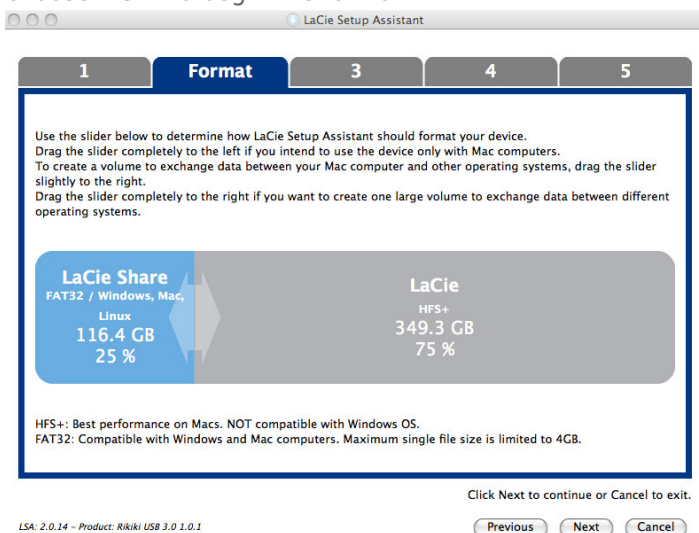 LaCie Setup Assistant
1 Format 3 4 5
Use the slider below to determine how LaCie Setup Assistant should format your device.
Drag the slider completely to the left if you intend to use the device only with Mac computers.
To create a volume to exchange data between your Mac computer and other operating systems, drag the slider
slightly to the right.
Drag the slider completely to the right if you want to create one large volume to exchange data between different
operating systems.
LaCie Share
FAT32 / Windows, Mac,
Linux
116.4 GB
25 %
LaCie
HFS+
349.3 GB
75 %
HFS+: Best performance on Macs. NOT compatible with Windows OS.
FAT32: Compatible with Windows and Mac computers. Maximum single file size is limited to 4GB.
Click Next to continue or Cancel to exit.
LSA: 2.0.14 – Product: Rikiki USB 3.0 1.0.1
Previous Next Cancel